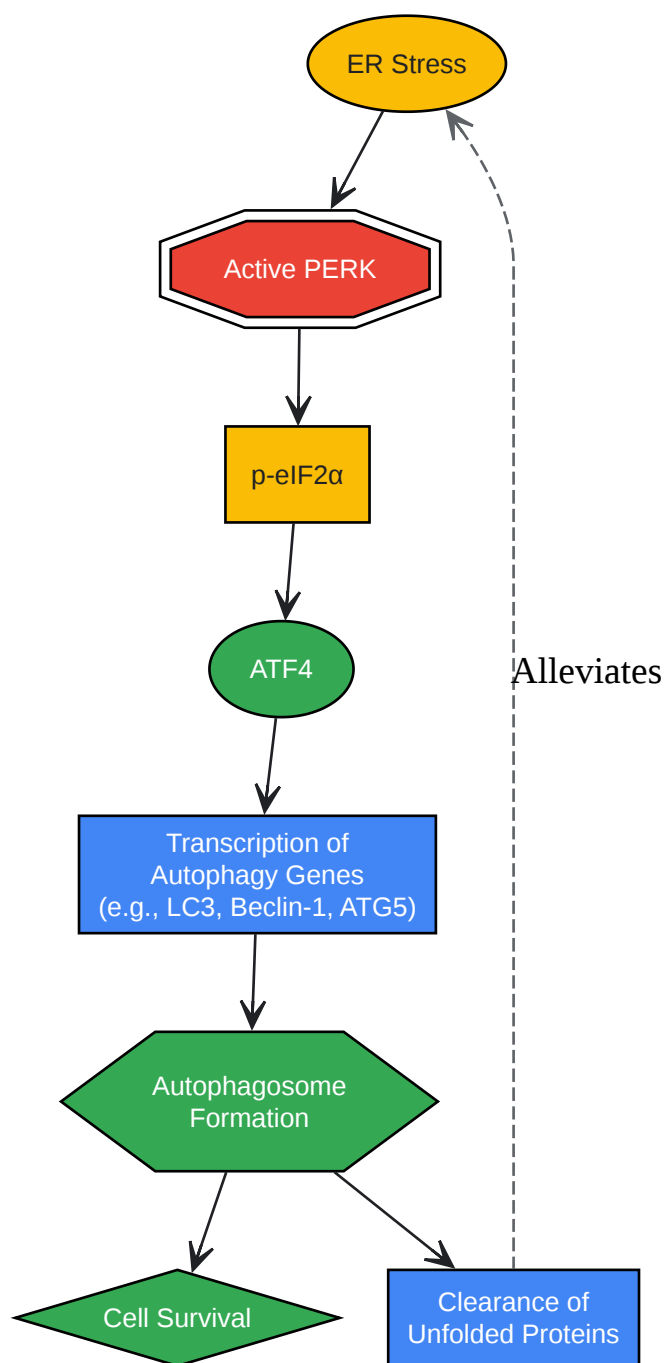 ER Stress
Active PERK
p-eIF2α
ATF4
Alleviates
Transcription of
Autophagy Genes
(e.g., LC3, Beclin-1, ATG5)
Autophagosome
Formation
Cell Survival
Clearance of
Unfolded Proteins